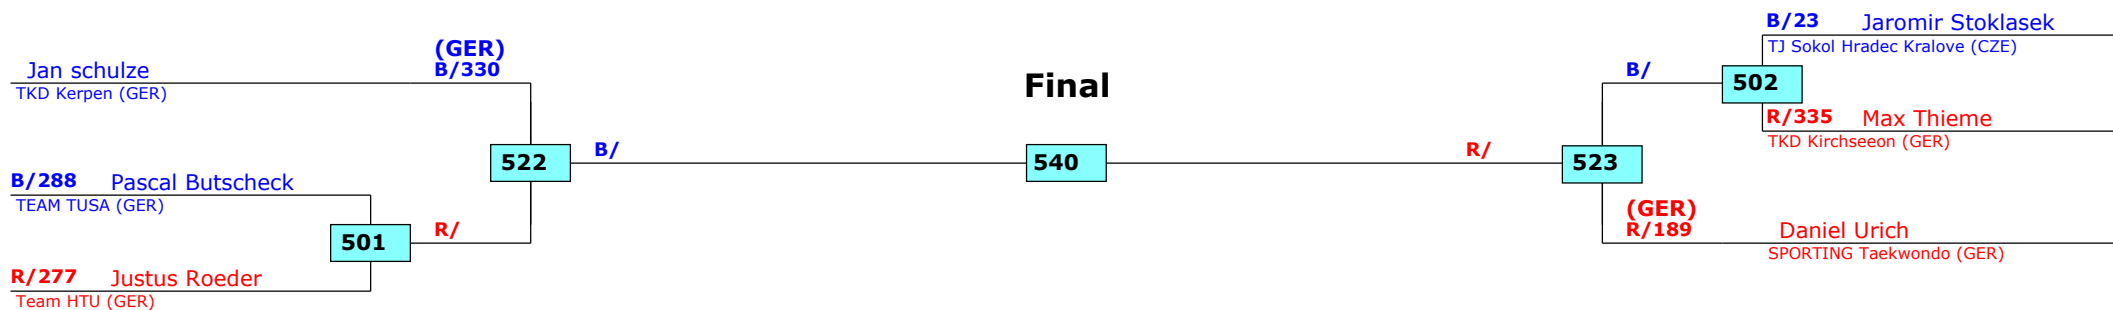 B/23 Jaromir Stoklasek
TJ Sokol Hradec Kralove (CZE)
(GER)
Jan schulze B/330
TKD Kerpen (GER)
Final
B/
502
R/335 Max Thieme
TKD Kirchseeon (GER)
522
B/
540
R/
523
B/288 Pascal Butscheck
TEAM TUSA (GER)
(GER)
501
R/
R/189 Daniel Urich
SPORTING Taekwondo (GER)
R/277 Justus Roeder
Team HTU (GER)